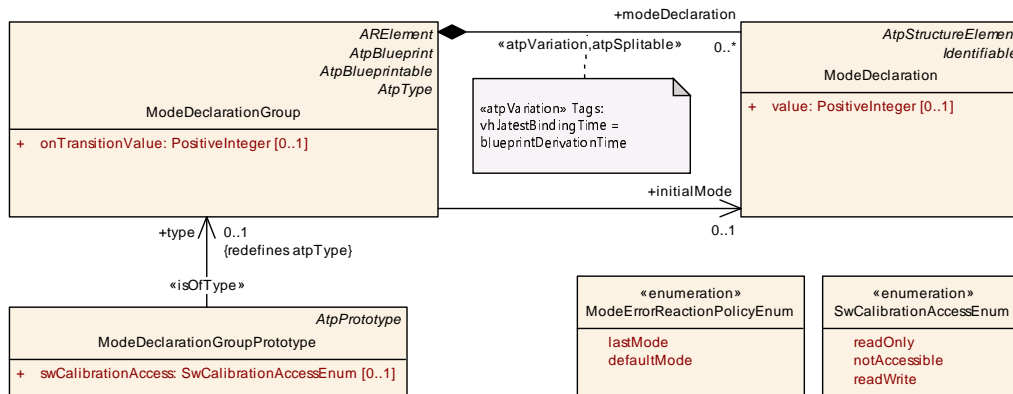 ARElement
AtpBlueprint
AtpBlueprintable
AtpType
ModeDeclarationGroup
+ onTransitionValue: PositiveInteger [0..1]
+modeDeclaration
«atpVariation,atpSplitable»
0..*
«atpVariation» Tags:
vh.latestBindingTime =
blueprintDerivationTime
AtpStructureElement
Identifiable
ModeDeclaration
+ value: PositiveInteger [0..1]
+initialMode
0..1
+type
0..1
{redefines atpType}
«isOfType»
AtpPrototype
ModeDeclarationGroupPrototype
+ swCalibrationAccess: SwCalibrationAccessEnum [0..1]
«enumeration»
ModeErrorReactionPolicyEnum
lastMode
defaultMode
«enumeration»
SwCalibrationAccessEnum
readOnly
notAccessible
readWrite